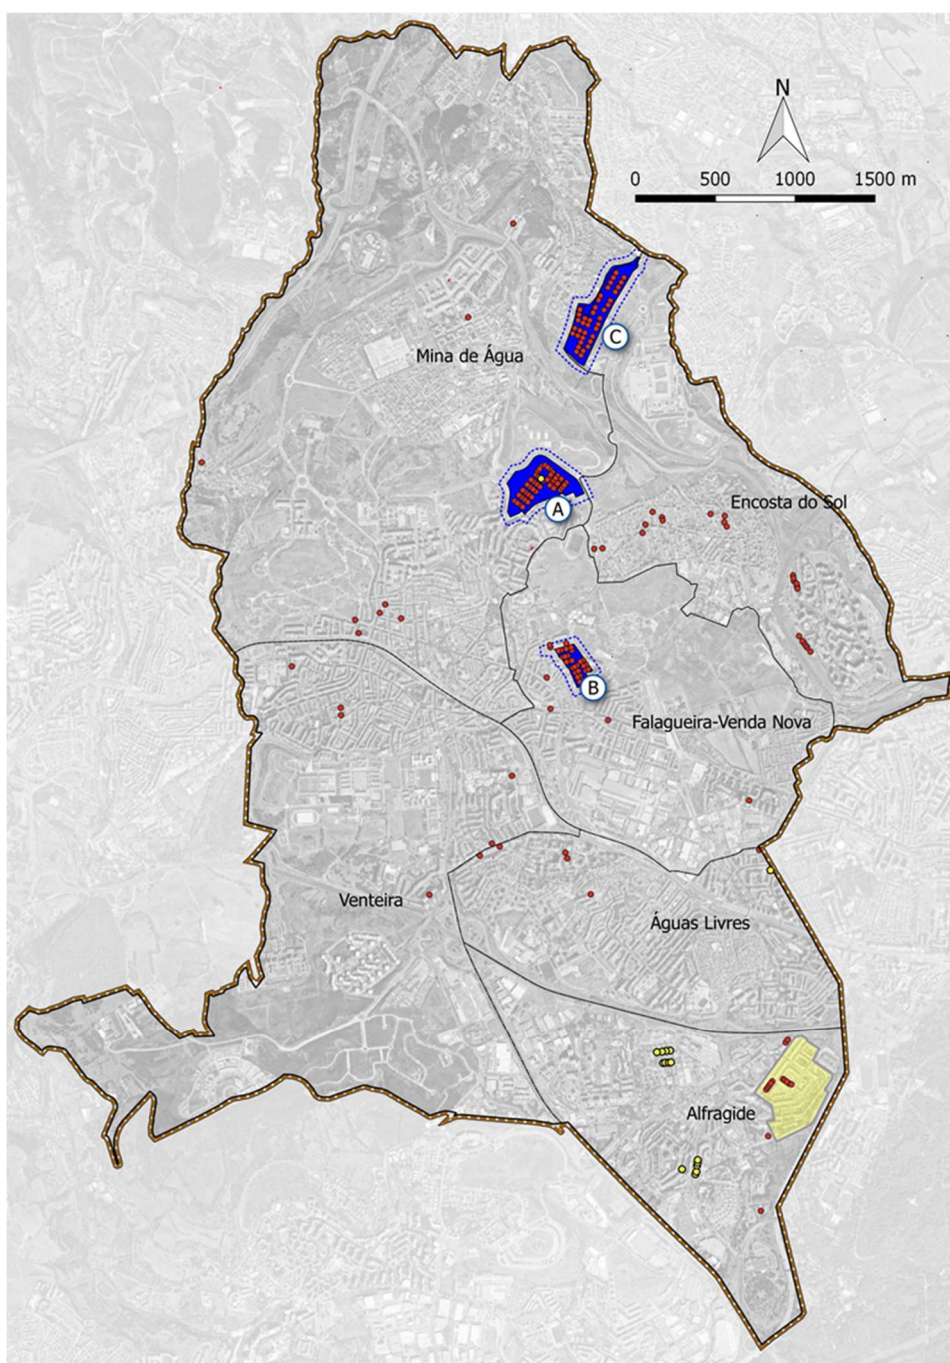 N
0 500 1000 1500 m
C
Mina de Água
A
Encosta do Sol
B
Falagueira-Venda Nova
Venteira
Águas Livres
Alfragide